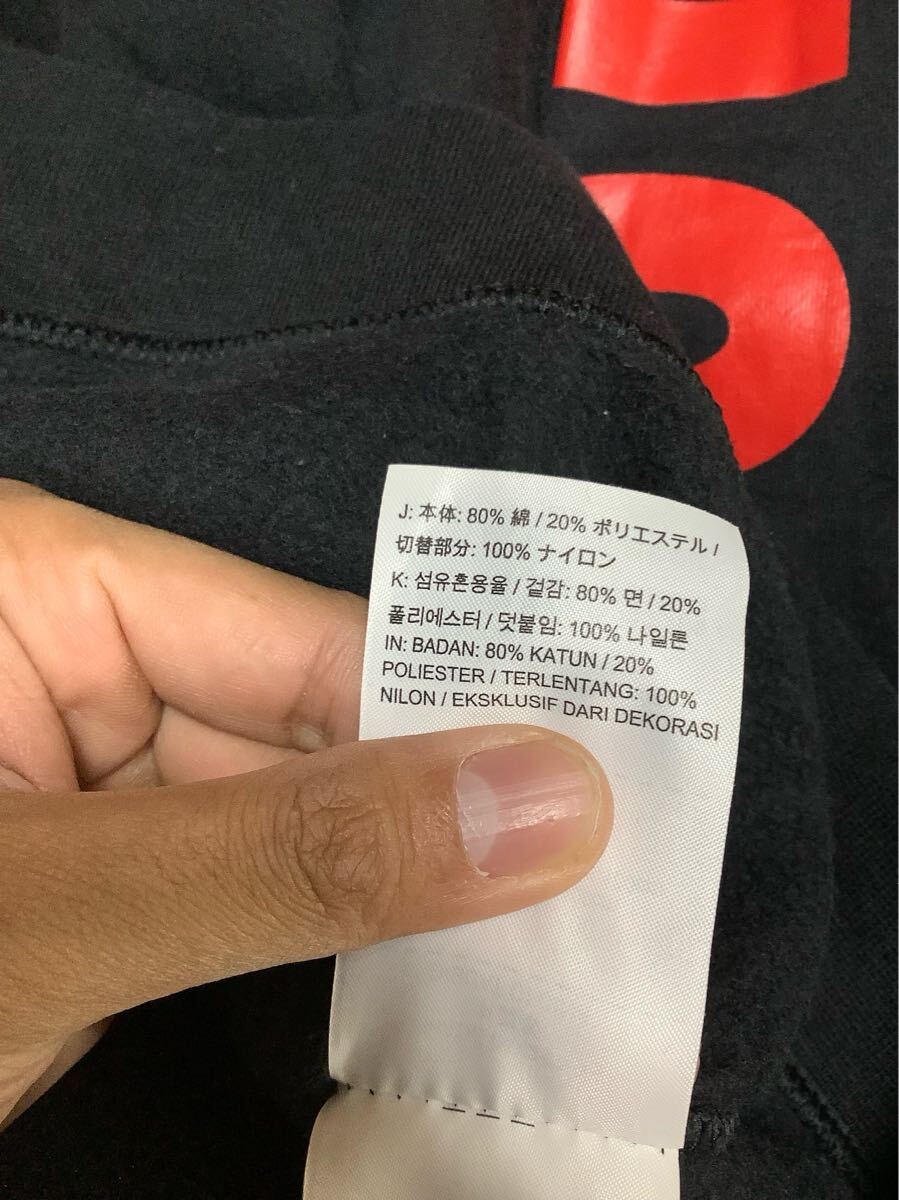 J: 本体: 80% 綿 / 20% ポリエステル /
切替部分: 100% ナイロン
K: 섬유혼용율 / 겉감: 80% 면 / 20%
폴리에스터 / 덧붙임: 100% 나일론
IN: BADAN: 80% KATUN / 20%
POLIESTER / TERLENTANG: 100%
NILON / EKSKLUSIF DARI DEKORASI